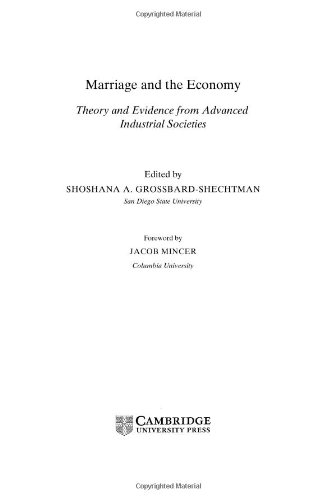 Copyrighted Material
Marriage and the Economy
Theory and Evidence from Advanced
Industrial Societies
Edited by
SHOSHANA A. GROSSBARD-SHECHTMAN
San Diego State University
Foreword by
JACOB MINCER
Columbia University
CAMBRIDGE
UNIVERSITY PRESS
Copyrighted Material